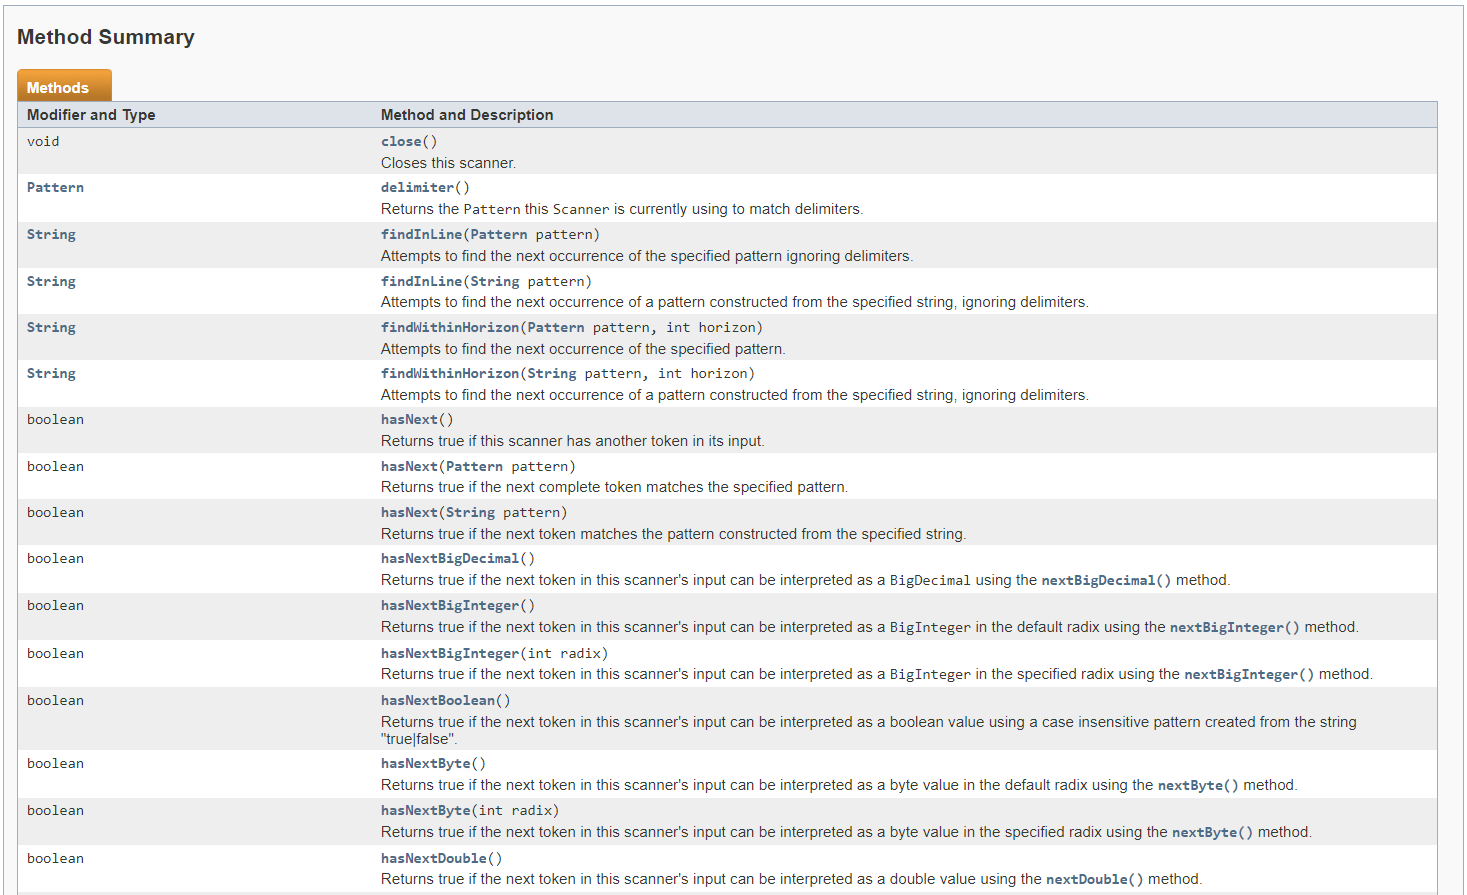 Method Summary
Methods
Modifier and Type Method and Description
void close()
Closes this scanner.
Pattern delimiter()
Returns the Pattern this Scanner is currently using to match delimiters.
String findInLine(Pattern pattern)
Attempts to find the next occurrence of the specified pattern ignoring delimiters.
String findInLine(String pattern)
Attempts to find the next occurrence of a pattern constructed from the specified string, ignoring delimiters.
String findWithinHorizon(Pattern pattern, int horizon)
Attempts to find the next occurrence of the specified pattern.
String findWithinHorizon(String pattern, int horizon)
Attempts to find the next occurrence of a pattern constructed from the specified string, ignoring delimiters.
boolean hasNext()
Returns true if this scanner has another token in its input.
boolean hasNext(Pattern pattern)
Returns true if the next complete token matches the specified pattern.
boolean hasNext(String pattern)
Returns true if the next token matches the pattern constructed from the specified string.
boolean hasNextBigDecimal()
Returns true if the next token in this scanner's input can be interpreted as a BigDecimal using the nextBigDecimal() method.
boolean hasNextBigInteger()
Returns true if the next token in this scanner's input can be interpreted as a BigInteger in the default radix using the nextBigInteger() method.
boolean hasNextBigInteger(int radix)
Returns true if the next token in this scanner's input can be interpreted as a BigInteger in the specified radix using the nextBigInteger() method.
boolean hasNextBoolean()
Returns true if the next token in this scanner's input can be interpreted as a boolean value using a case insensitive pattern created from the string
"true|false".
boolean hasNextByte()
Returns true if the next token in this scanner's input can be interpreted as a byte value in the default radix using the nextByte() method.
boolean hasNextByte(int radix)
Returns true if the next token in this scanner's input can be interpreted as a byte value in the specified radix using the nextByte() method.
boolean hasNextDouble()
Returns true if the next token in this scanner's input can be interpreted as a double value using the nextDouble() method.